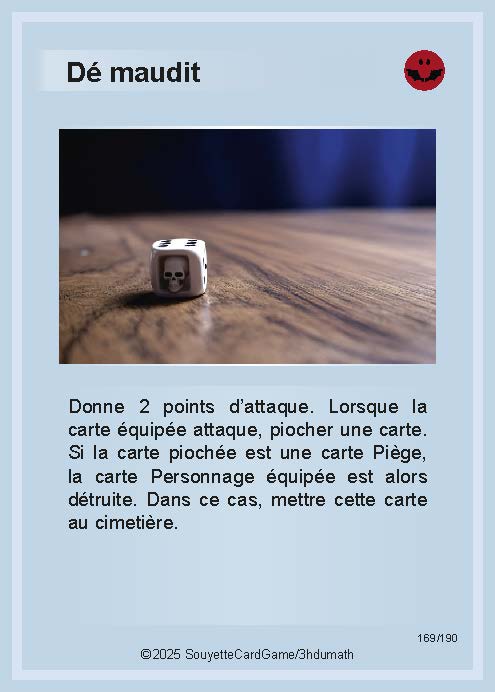 Dé maudit
Donne 2 points d'attaque. Lorsque la
carte équipée attaque, piocher une carte.
Si la carte piochée est une carte Piège,
la carte Personnage équipée est alors
détruite. Dans ce cas, mettre cette carte
au cimetière.
169/190
©2025 SouyetteCardGame/3hdumath